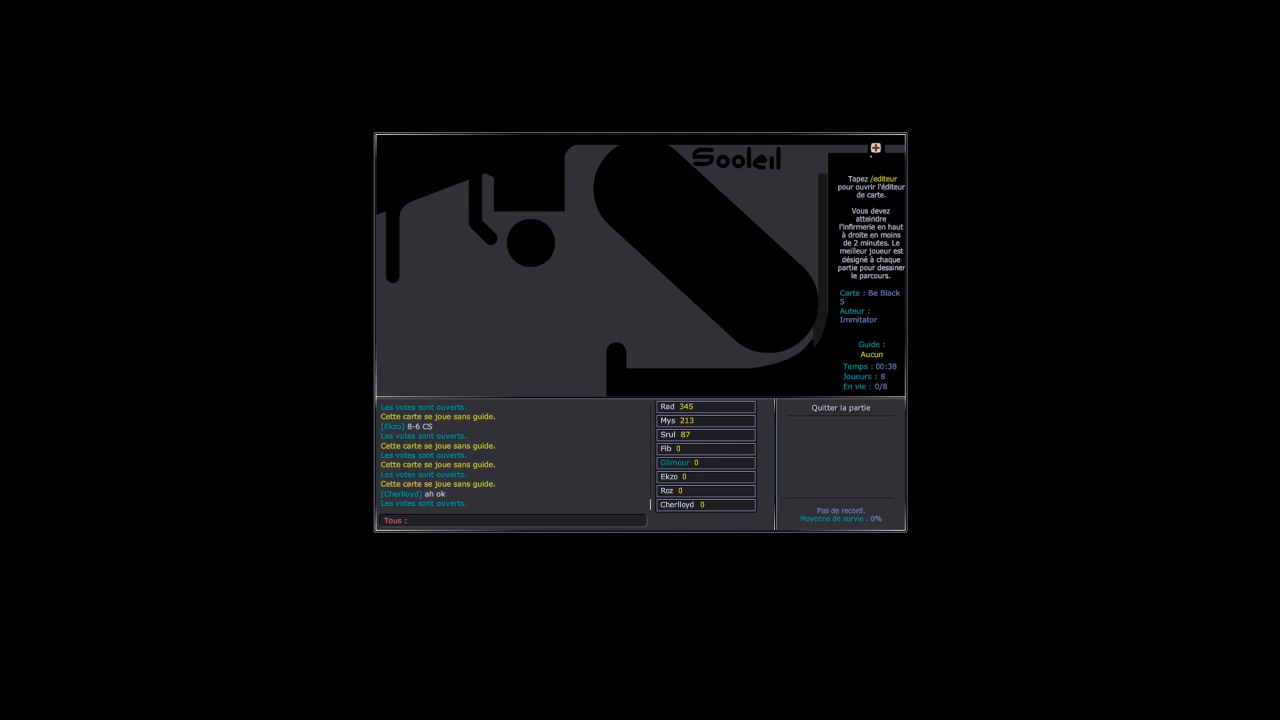 Sooleil
Tapez /editeur
pour ouvrir l'éditeur
de carte.
Vous devez
atteindre
l'infirmerie en haut
à droite en moins
de 2 minutes. Le
meilleur joueur est
désigné à chaque
partie pour dessiner
le parcours.
Carte : Be Black
S
Auteur :
Immitator
Guide :
Aucun
Temps : 00:38
Joueurs : 8
En vie : 0/8
Les votes sont ouverts.
Cette carte se joue sans guide.
[Ekzo] 8-6 CS
Les votes sont ouverts.
Cette carte se joue sans guide.
Les votes sont ouverts.
Cette carte se joue sans guide.
Les votes sont ouverts.
Cette carte se joue sans guide.
[Cherlloyd] ah ok
Les votes sont ouverts.
Tous :
Rad 345
Mys 213
Srul 87
Fib 0
Gilmour 0
Ekzo 0
Roz 0
Cherlloyd 0
Quitter la partie
Pas de record.
Moyenne de survie : 0%